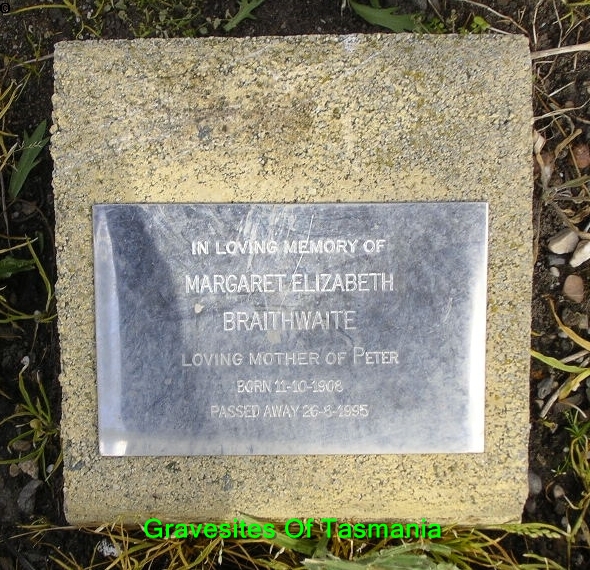 IN LOVING MEMORY OF
MARGARET ELIZABETH
BRAITHWAITE
LOVING MOTHER OF PETER
BORN 11-10-1908
PASSED AWAY 26-8-1995
Gravesites Of Tasmania